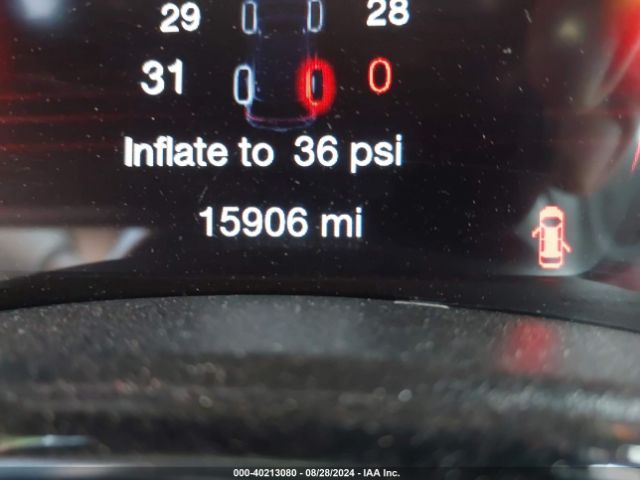 29 28
31 0
Inflate to 36 psi
15906 mi
000-40213080 - 08/28/2024 - IAA Inc.